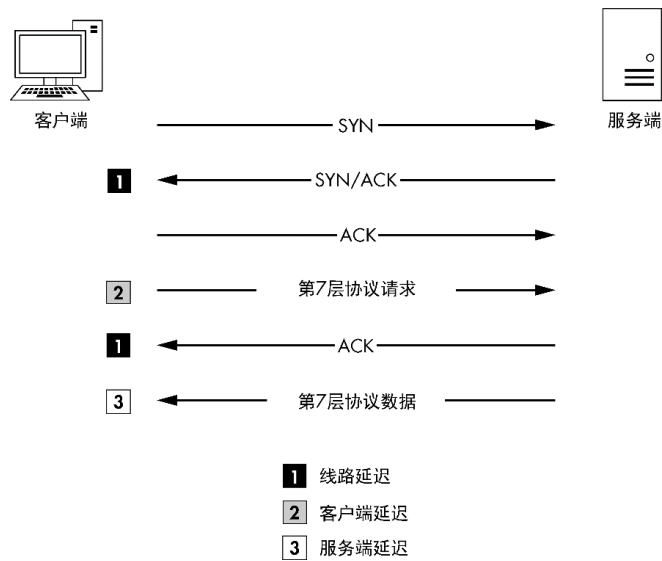 客户端
服务端
SYN
1 SYN/ACK
ACK
2 第7层协议请求
1 ACK
3 第7层协议数据
1 线路延迟
2 客户端延迟
3 服务端延迟